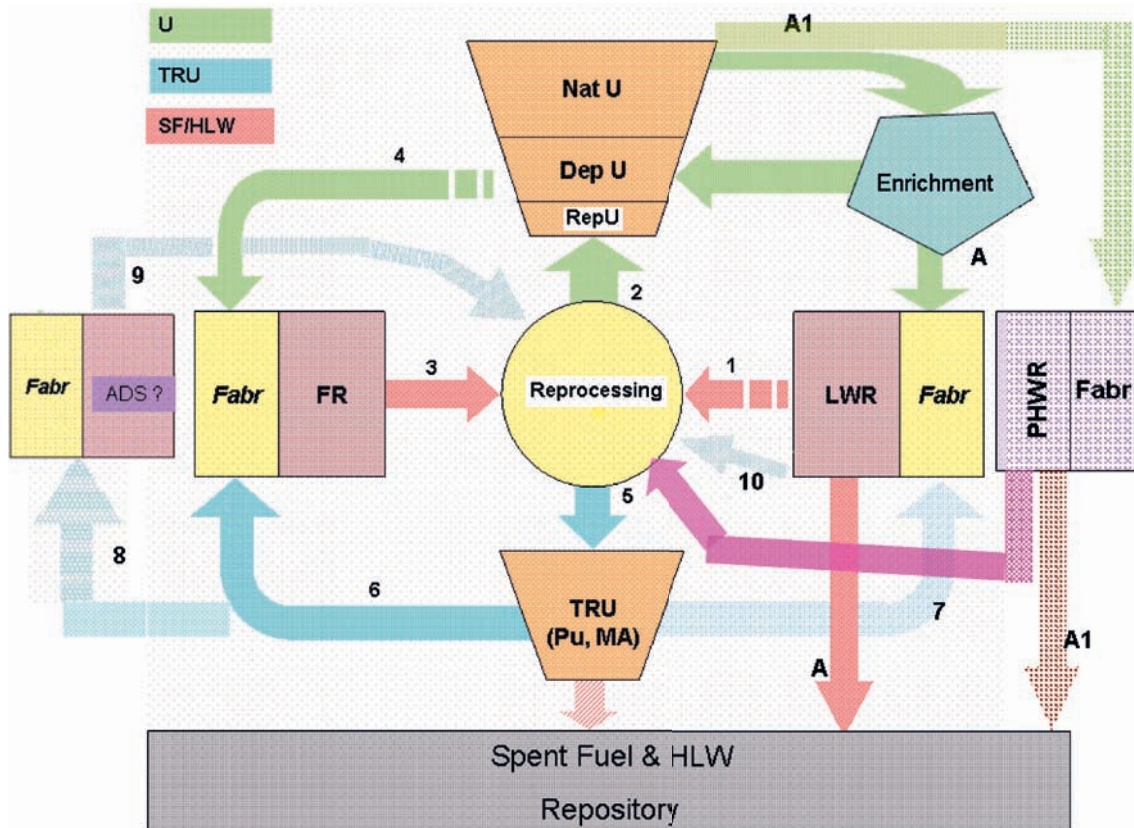 U
TRU
SF/HLW
A1
Nat U
Dep U
RepU
Enrichment
4
A
9
2
Fabr
ADS ?
Fabr
FR
3
Reprocessing
1
LWR
Fabr
PHWR
Fabr
10
5
8
6
TRU
(Pu, MA)
7
A
A1
Spent Fuel & HLW
Repository